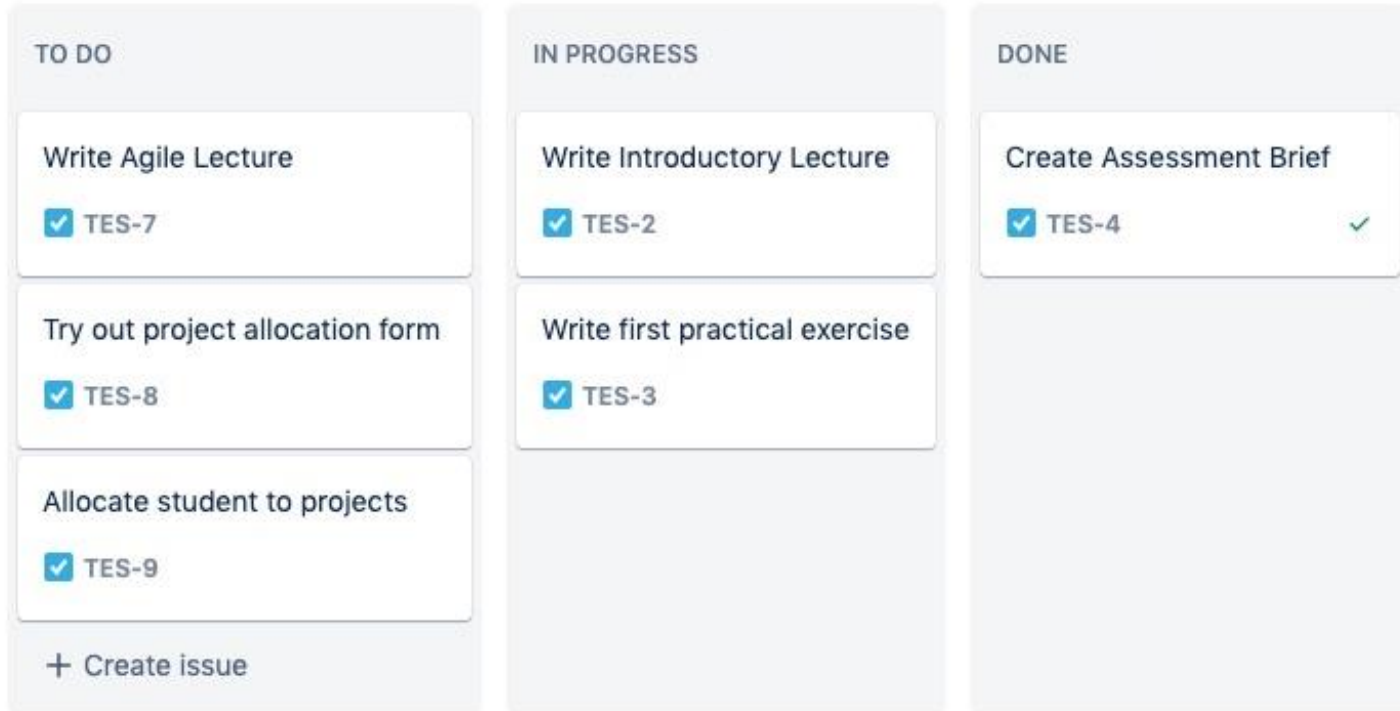 TO DO
Write Agile Lecture
TES-7
Try out project allocation form
TES-8
Allocate student to projects
TES-9
+ Create issue
IN PROGRESS
Write Introductory Lecture
TES-2
Write first practical exercise
TES-3
DONE
Create Assessment Brief
TES-4